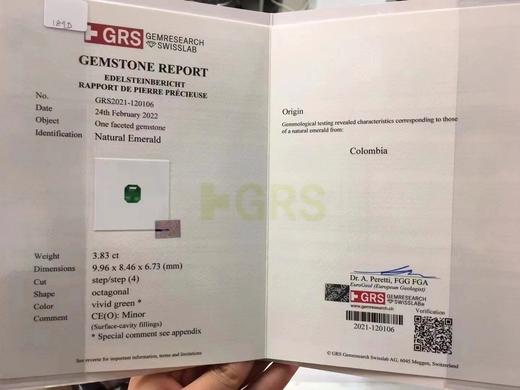 189D
GRS GEMRESEARCH
SWISSLAB
GEMSTONE REPORT
EDELSTEINBERICHT
RAPPORT DE PIERRE PRÉCIEUSE
No. GRS2021-120106
Date 24th February 2022
Object One faceted gemstone
Identification Natural Emerald
Weight 3.83 ct
Dimensions 9.96 x 8.46 x 6.73 (mm)
Cut step/step (4)
Shape octagonal
Color vivid green *
Comment CE(O): Minor
(Surface-cavity fillings)
* Special comment see appendix
See reverse for important information, terms and limitations
GRS
Origin
Gemmological testing revealed characteristics corresponding to those
of a natural emerald from:
Colombia
Dr. A. Peretti, FGG FGA
EuroGeol (European Geologist)
GRS GEMRESEARCH
SWISSLAB
www.gemresearch.ch
2021-120106
Verification
© GRS Gemresearch Swisslab AG, 6045 Meggen, Switzerland